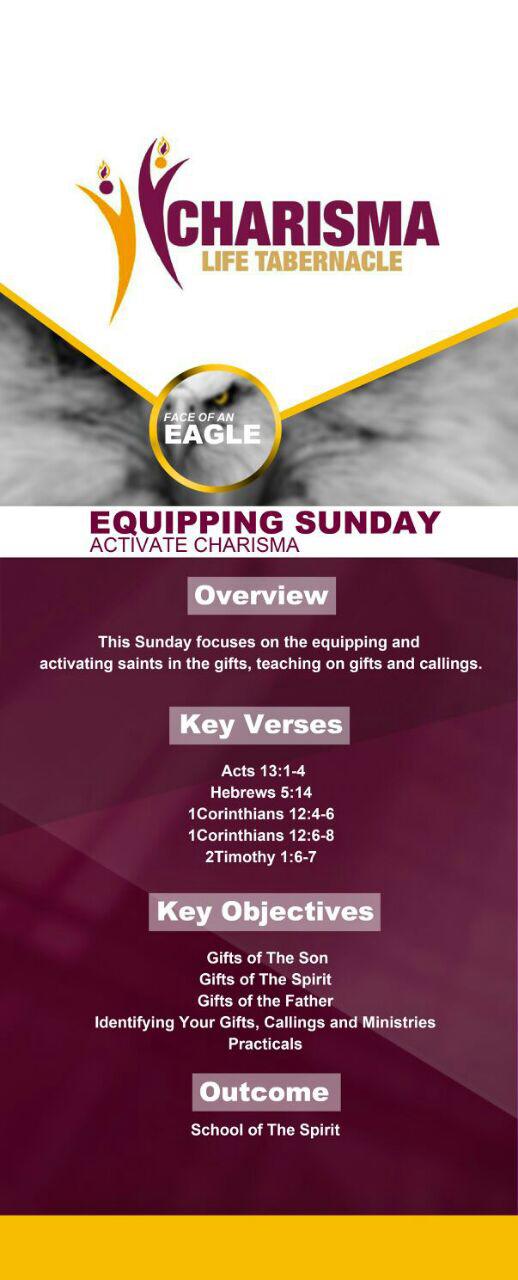 CHARISMA
LIFE TABERNACLE
FACE OF AN
EAGLE
EQUIPPING SUNDAY
ACTIVATE CHARISMA
Overview
This Sunday focuses on the equipping and
activating saints in the gifts, teaching on gifts and callings.
Key Verses
Acts 13:1-4
Hebrews 5:14
1Corinthians 12:4-6
1Corinthians 12:6-8
2Timothy 1:6-7
Key Objectives
Gifts of The Son
Gifts of The Spirit
Gifts of the Father
Identifying Your Gifts, Callings and Ministries
Practicals
Outcome
School of The Spirit